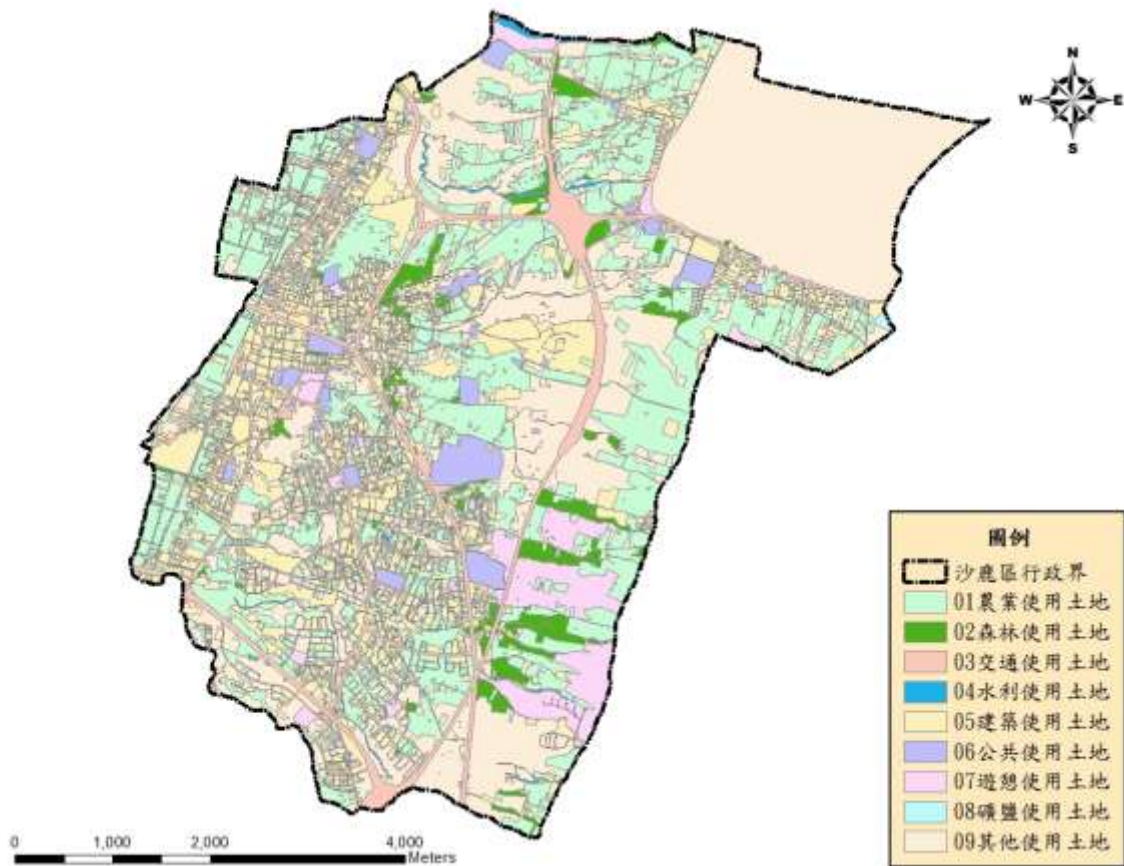 N
W E
S
圖例
沙鹿區行政界
01農業使用土地
02森林使用土地
03交通使用土地
04水利使用土地
05建築使用土地
06公共使用土地
07遊憩使用土地
08礦鹽使用土地
09其他使用土地
0 1,000 2,000 4,000
Meters